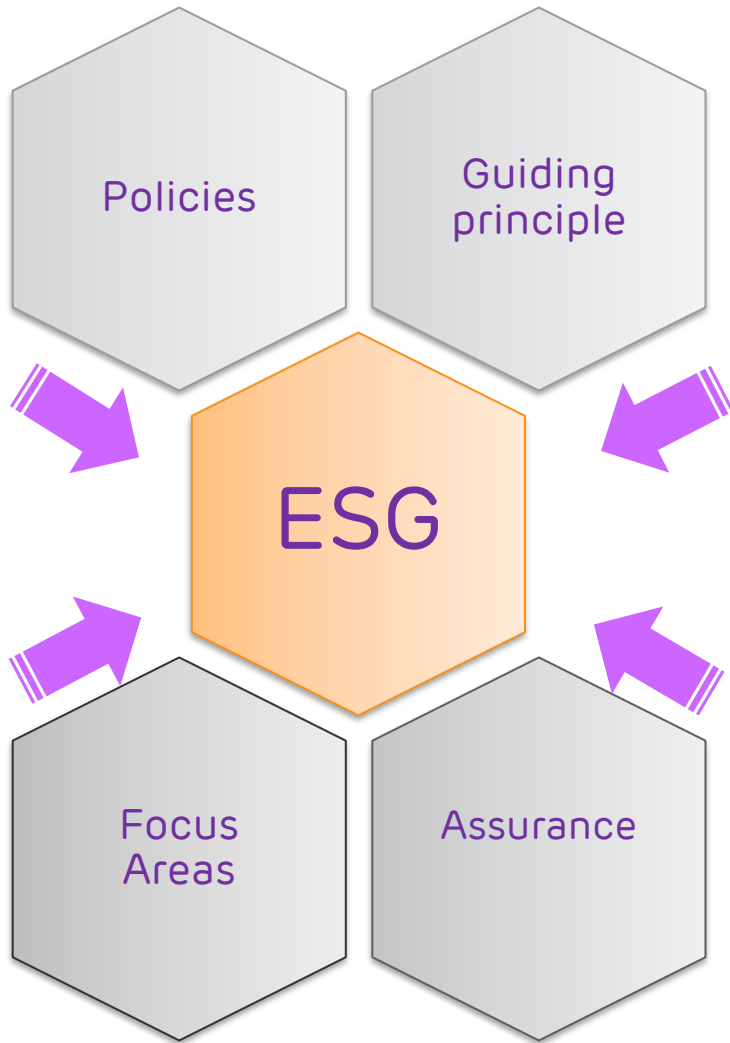 Policies
Guiding
principle
ESG
Focus
Areas
Assurance